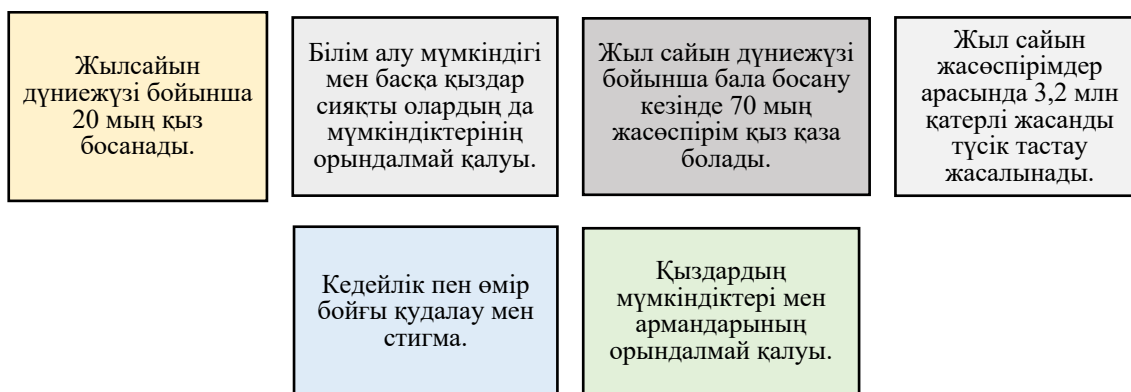 Жылсайын
дүниежүзі бойынша
20 мың қыз
босанады.
Білім алу мүмкіндігі
мен басқа қыздар
сияқты олардың да
мүмкіндіктерінің
орындалмай қалуы.
Жыл сайын дүниежүзі
бойынша бала босану
кезінде 70 мың
жасөспірім қыз қаза
болады.
Жыл сайын
жасөспірімдер
арасында 3,2 млн
қатерлі жасанды
түсік тастау
жасалынады.
Кедейлік пен өмір
бойғы қудалау мен
стигма.
Қыздардың
мүмкіндіктері мен
армандарының
орындалмай қалуы.